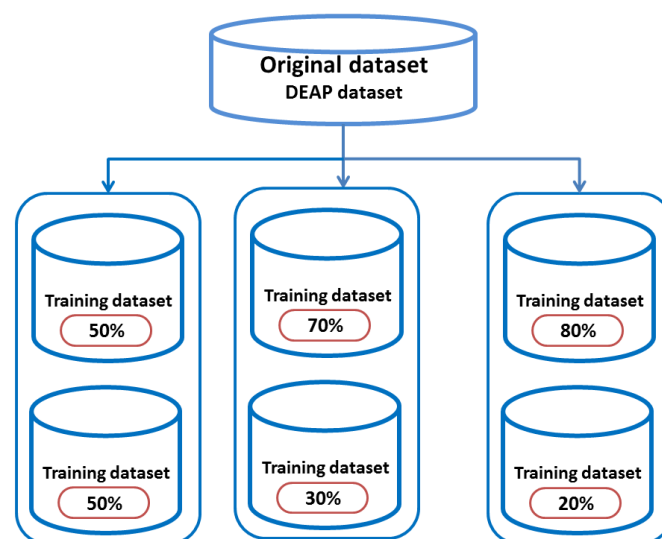 Original dataset
DEAP dataset
Training dataset
50%
Training dataset
70%
Training dataset
80%
Training dataset
50%
Training dataset
30%
Training dataset
20%